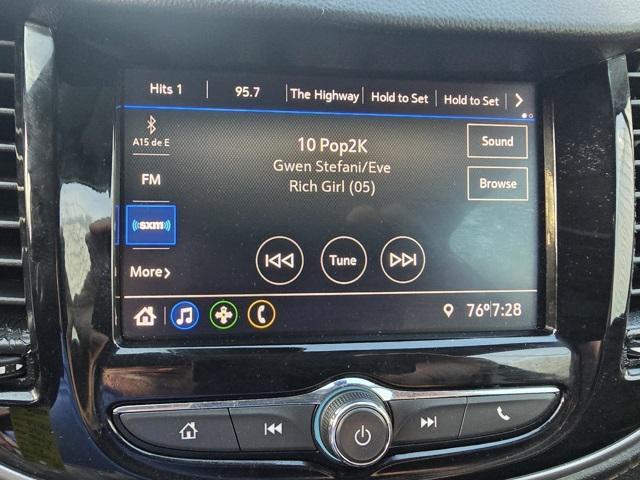 Hits 1
95.7
The Highway
Hold to Set
Hold to Set
A15 de E
FM
sxm
More
10 Pop2K
Gwen Stefani/Eve
Rich Girl (05)
Sound
Browse
Tune
76° 7:28